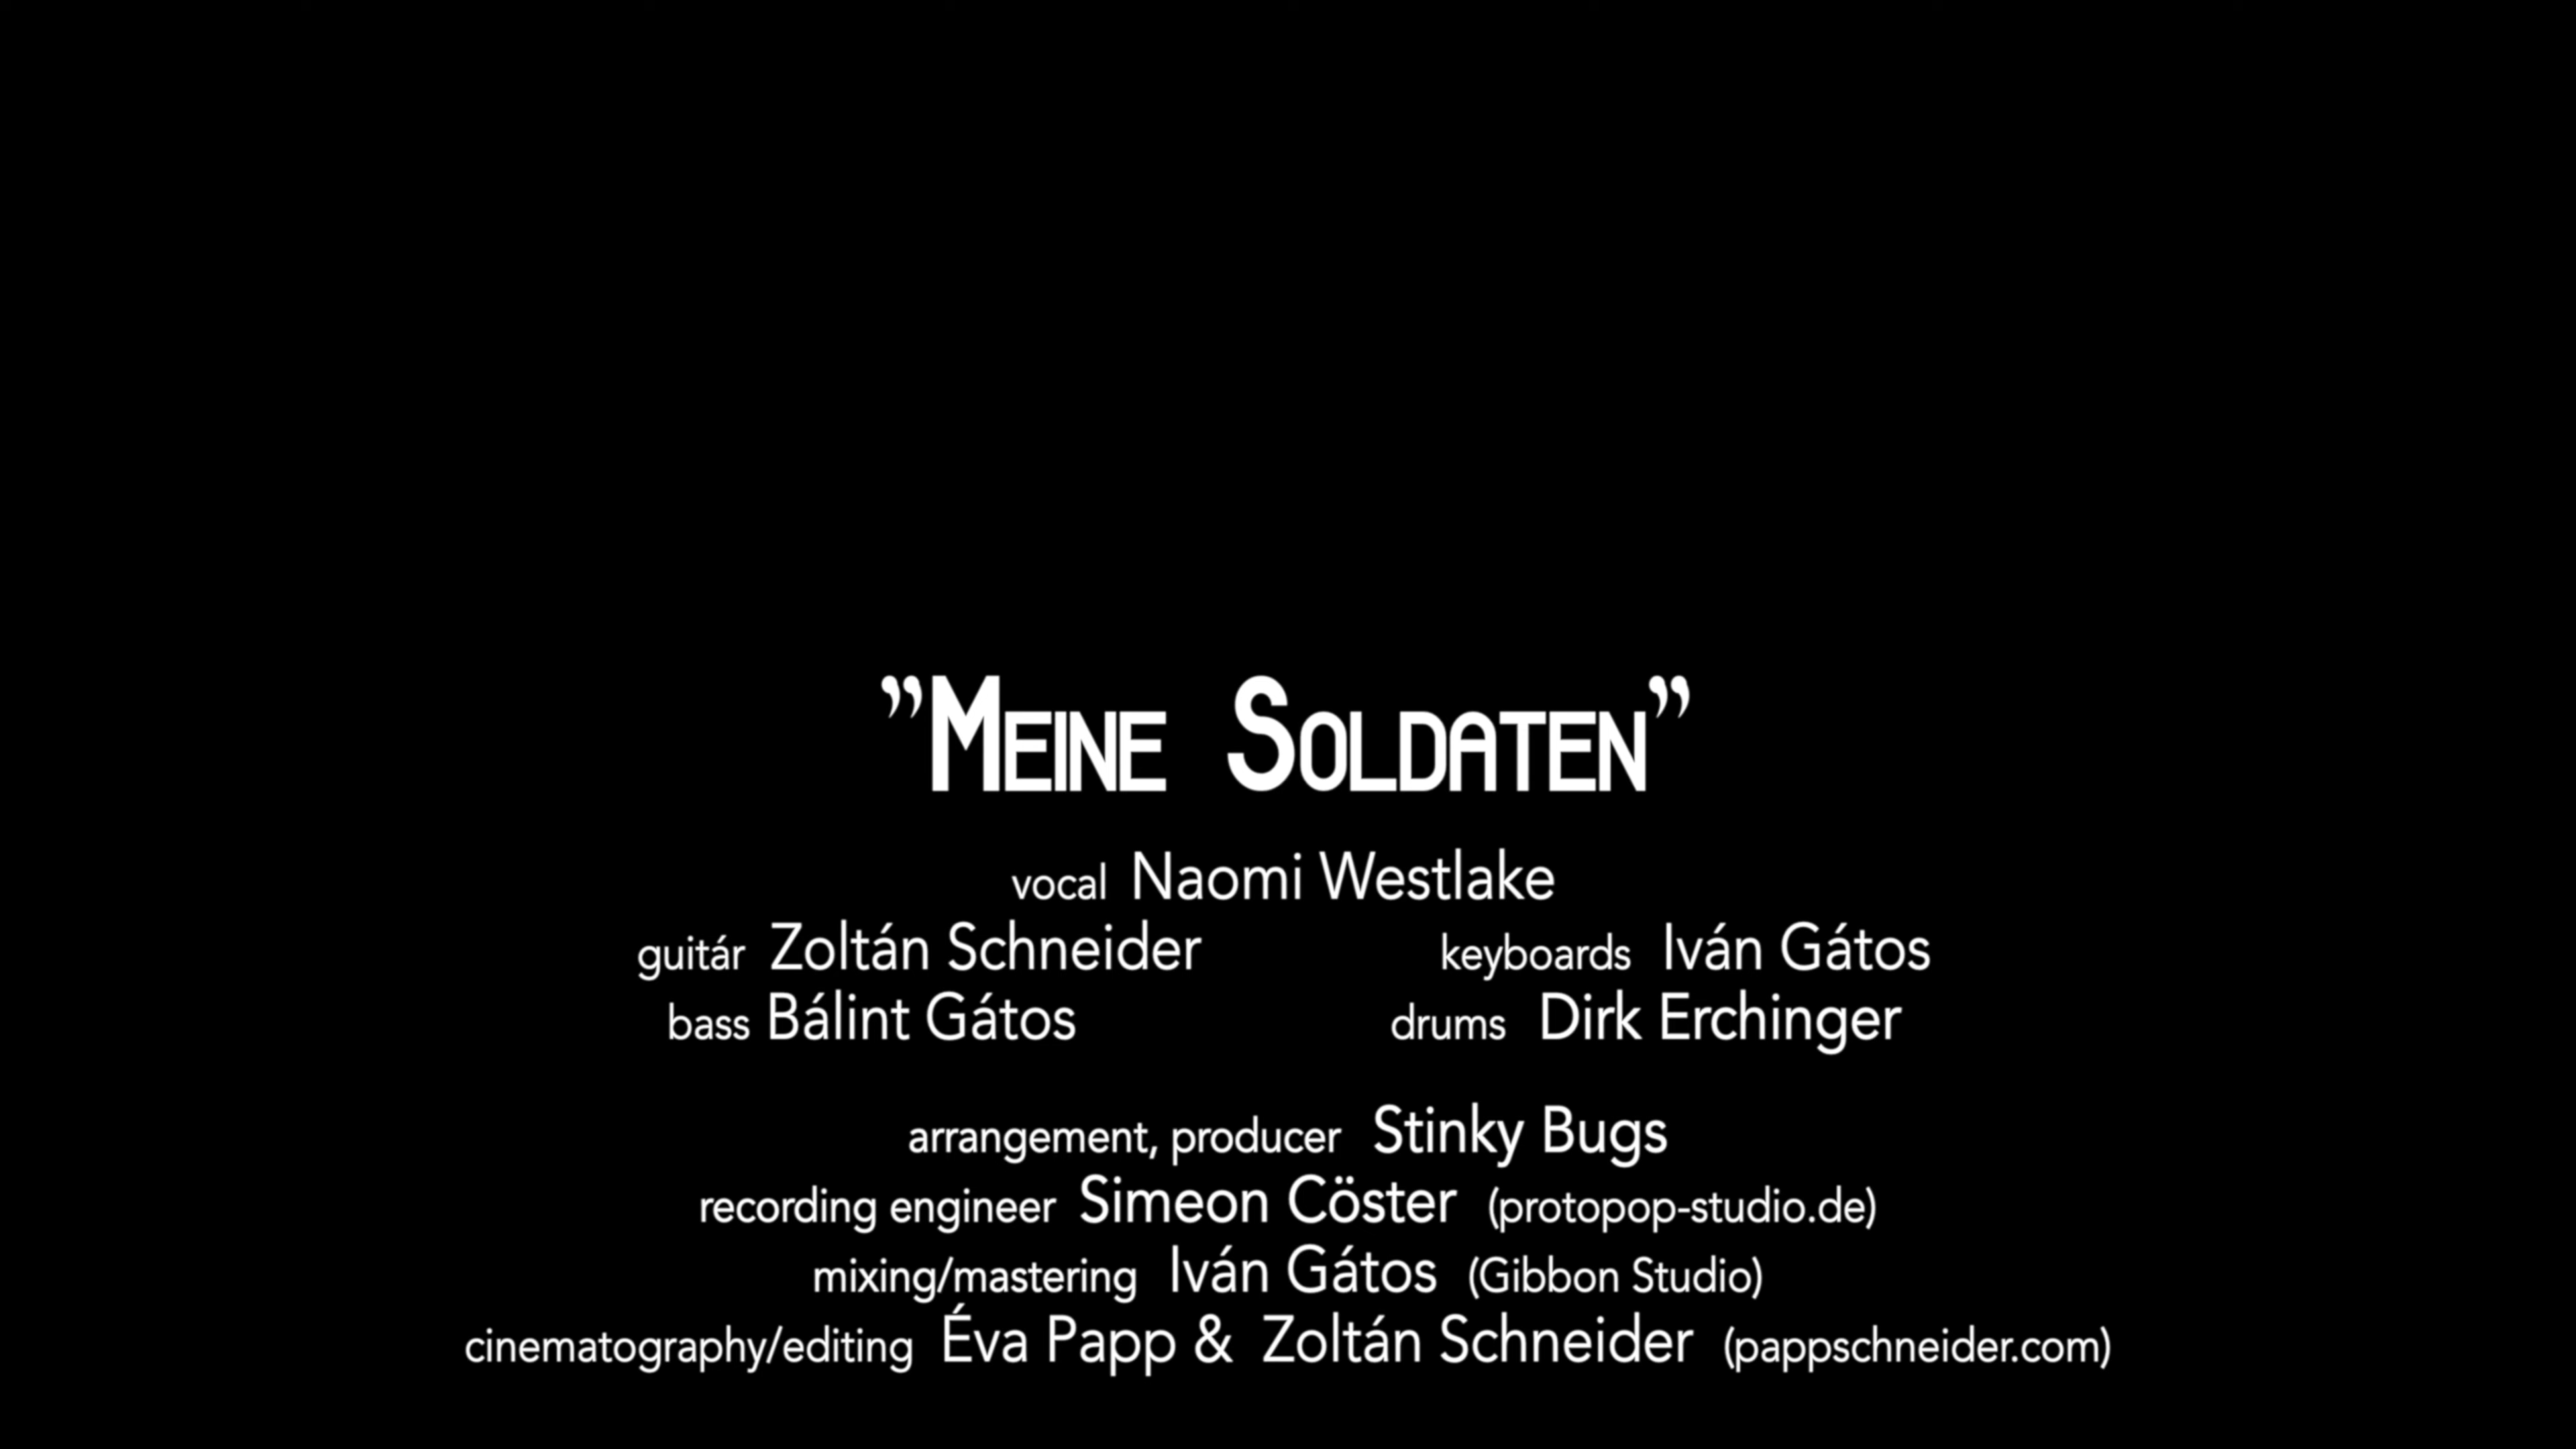 ”Meine Soldaten”
vocal Naomi Westlake
guitár Zoltán Schneider keyboards Iván Gátos
bass Bálint Gátos drums Dirk Erchinger
arrangement, producer Stinky Bugs
recording engineer Simeon Cöster (protopop-studio.de)
mixing/mastering Iván Gátos (Gibbon Studio)
cinematography/editing Éva Papp & Zoltán Schneider (pappschneider.com)